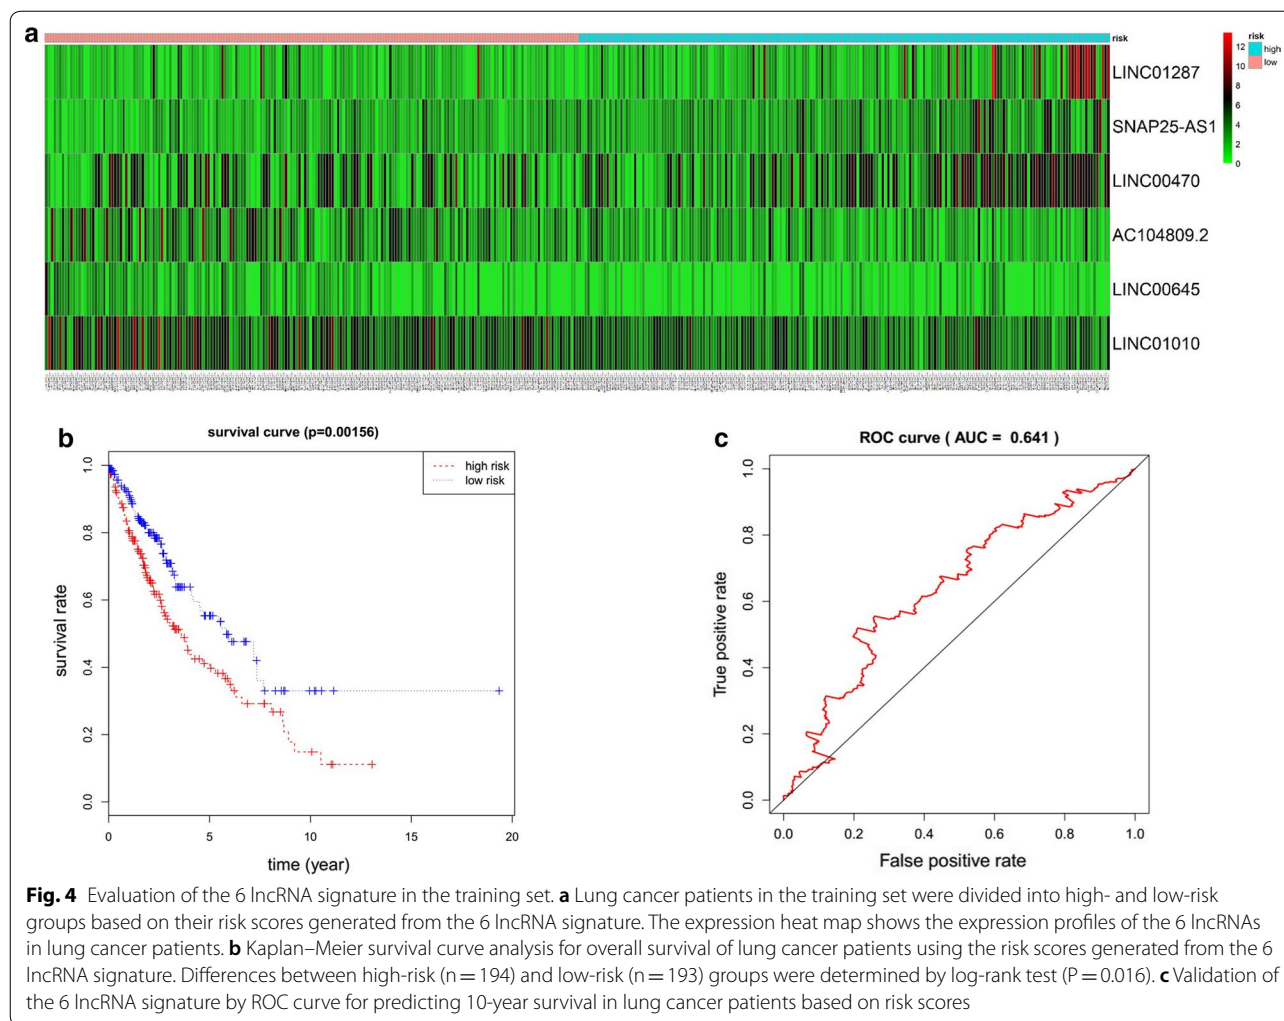 a
risk
LINC01287
SNAP25-AS1
LINC00470
AC104809.2
LINC00645
LINC01010
12
10
8
6
4
2
0
risk
high
low
b
survival curve (p=0.00156)
high risk
low risk
survival rate
1.0
0.8
0.6
0.4
0.2
0.0
0 5 10 15 20
time (year)
c
ROC curve ( AUC = 0.641 )
True positive rate
1.0
0.8
0.6
0.4
0.2
0.0
0.0 0.2 0.4 0.6 0.8 1.0
False positive rate
Fig. 4 Evaluation of the 6 lncRNA signature in the training set. a Lung cancer patients in the training set were divided into high- and low-risk
groups based on their risk scores generated from the 6 lncRNA signature. The expression heat map shows the expression profiles of the 6 lncRNAs
in lung cancer patients. b Kaplan–Meier survival curve analysis for overall survival of lung cancer patients using the risk scores generated from the 6
lncRNA signature. Differences between high-risk (n = 194) and low-risk (n = 193) groups were determined by log-rank test (P = 0.016). c Validation of
the 6 lncRNA signature by ROC curve for predicting 10-year survival in lung cancer patients based on risk scores